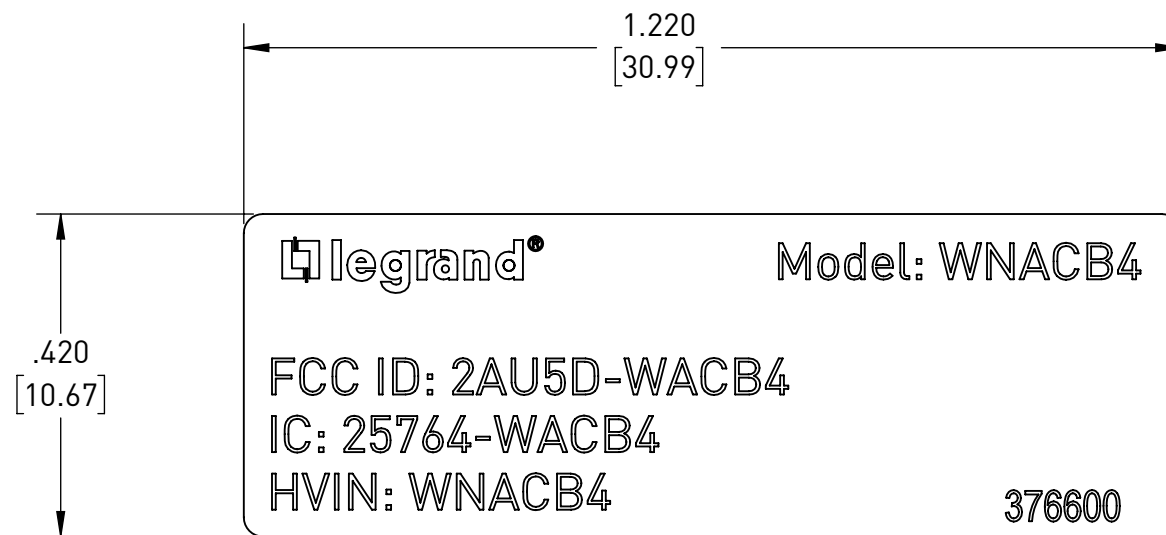 1.220
[30.99]
legrand®
Model: WNACB4
.420
[10.67]
FCC ID: 2AU5D-WACB4
IC: 25764-WACB4
HVIN: WNACB4
376600